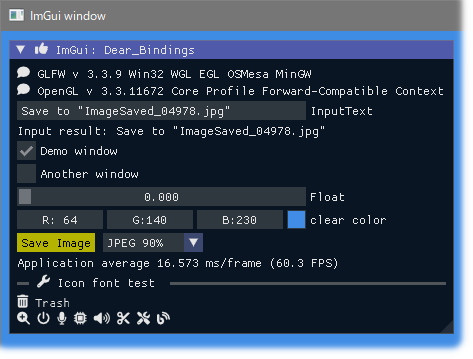 ImGui window
ImGui: Dear_Bindings
GLFW v 3.3.9 Win32 WGL EGL OSMesa MinGW
OpenGL v 3.3.11672 Core Profile Forward-Compatible Context
Save to "ImageSaved_04978.jpg" InputText
Input result: Save to "ImageSaved_04978.jpg"
Demo window
Another window
0.000 Float
R: 64 G:140 B:230 clear color
Save Image JPEG 90%
Application average 16.573 ms/frame (60.3 FPS)
Icon font test
Trash